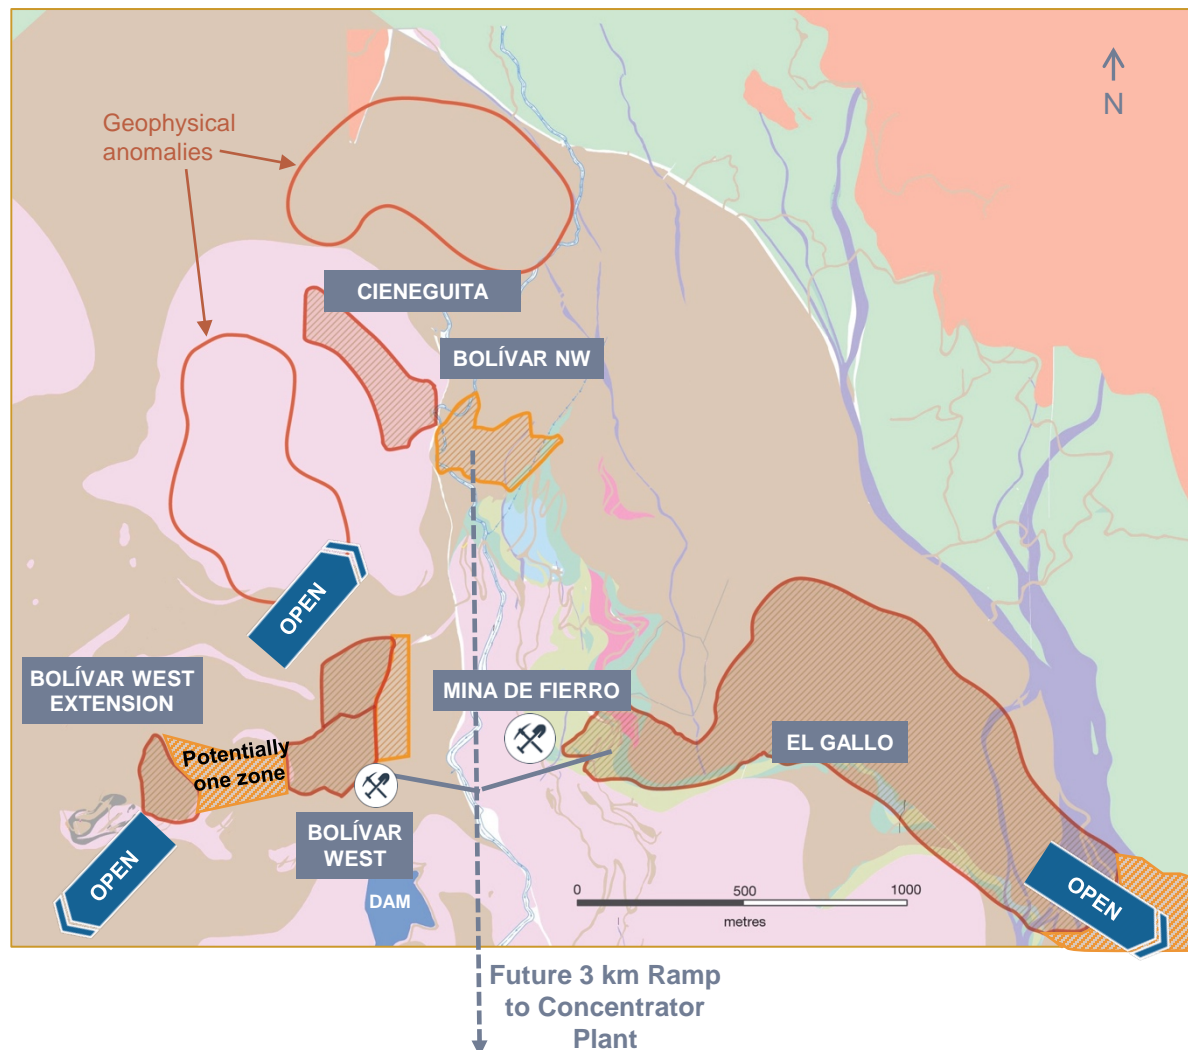 N
Geophysical
anomalies
CIENEGUITA
BOLÍVAR NW
OPEN
BOLÍVAR WEST
EXTENSION
MINA DE FIERRO
EL GALLO
Potentially
one zone
BOLÍVAR
WEST
OPEN
DAM
OPEN
0 500 1000
metres
Future 3 km Ramp
to Concentrator
Plant